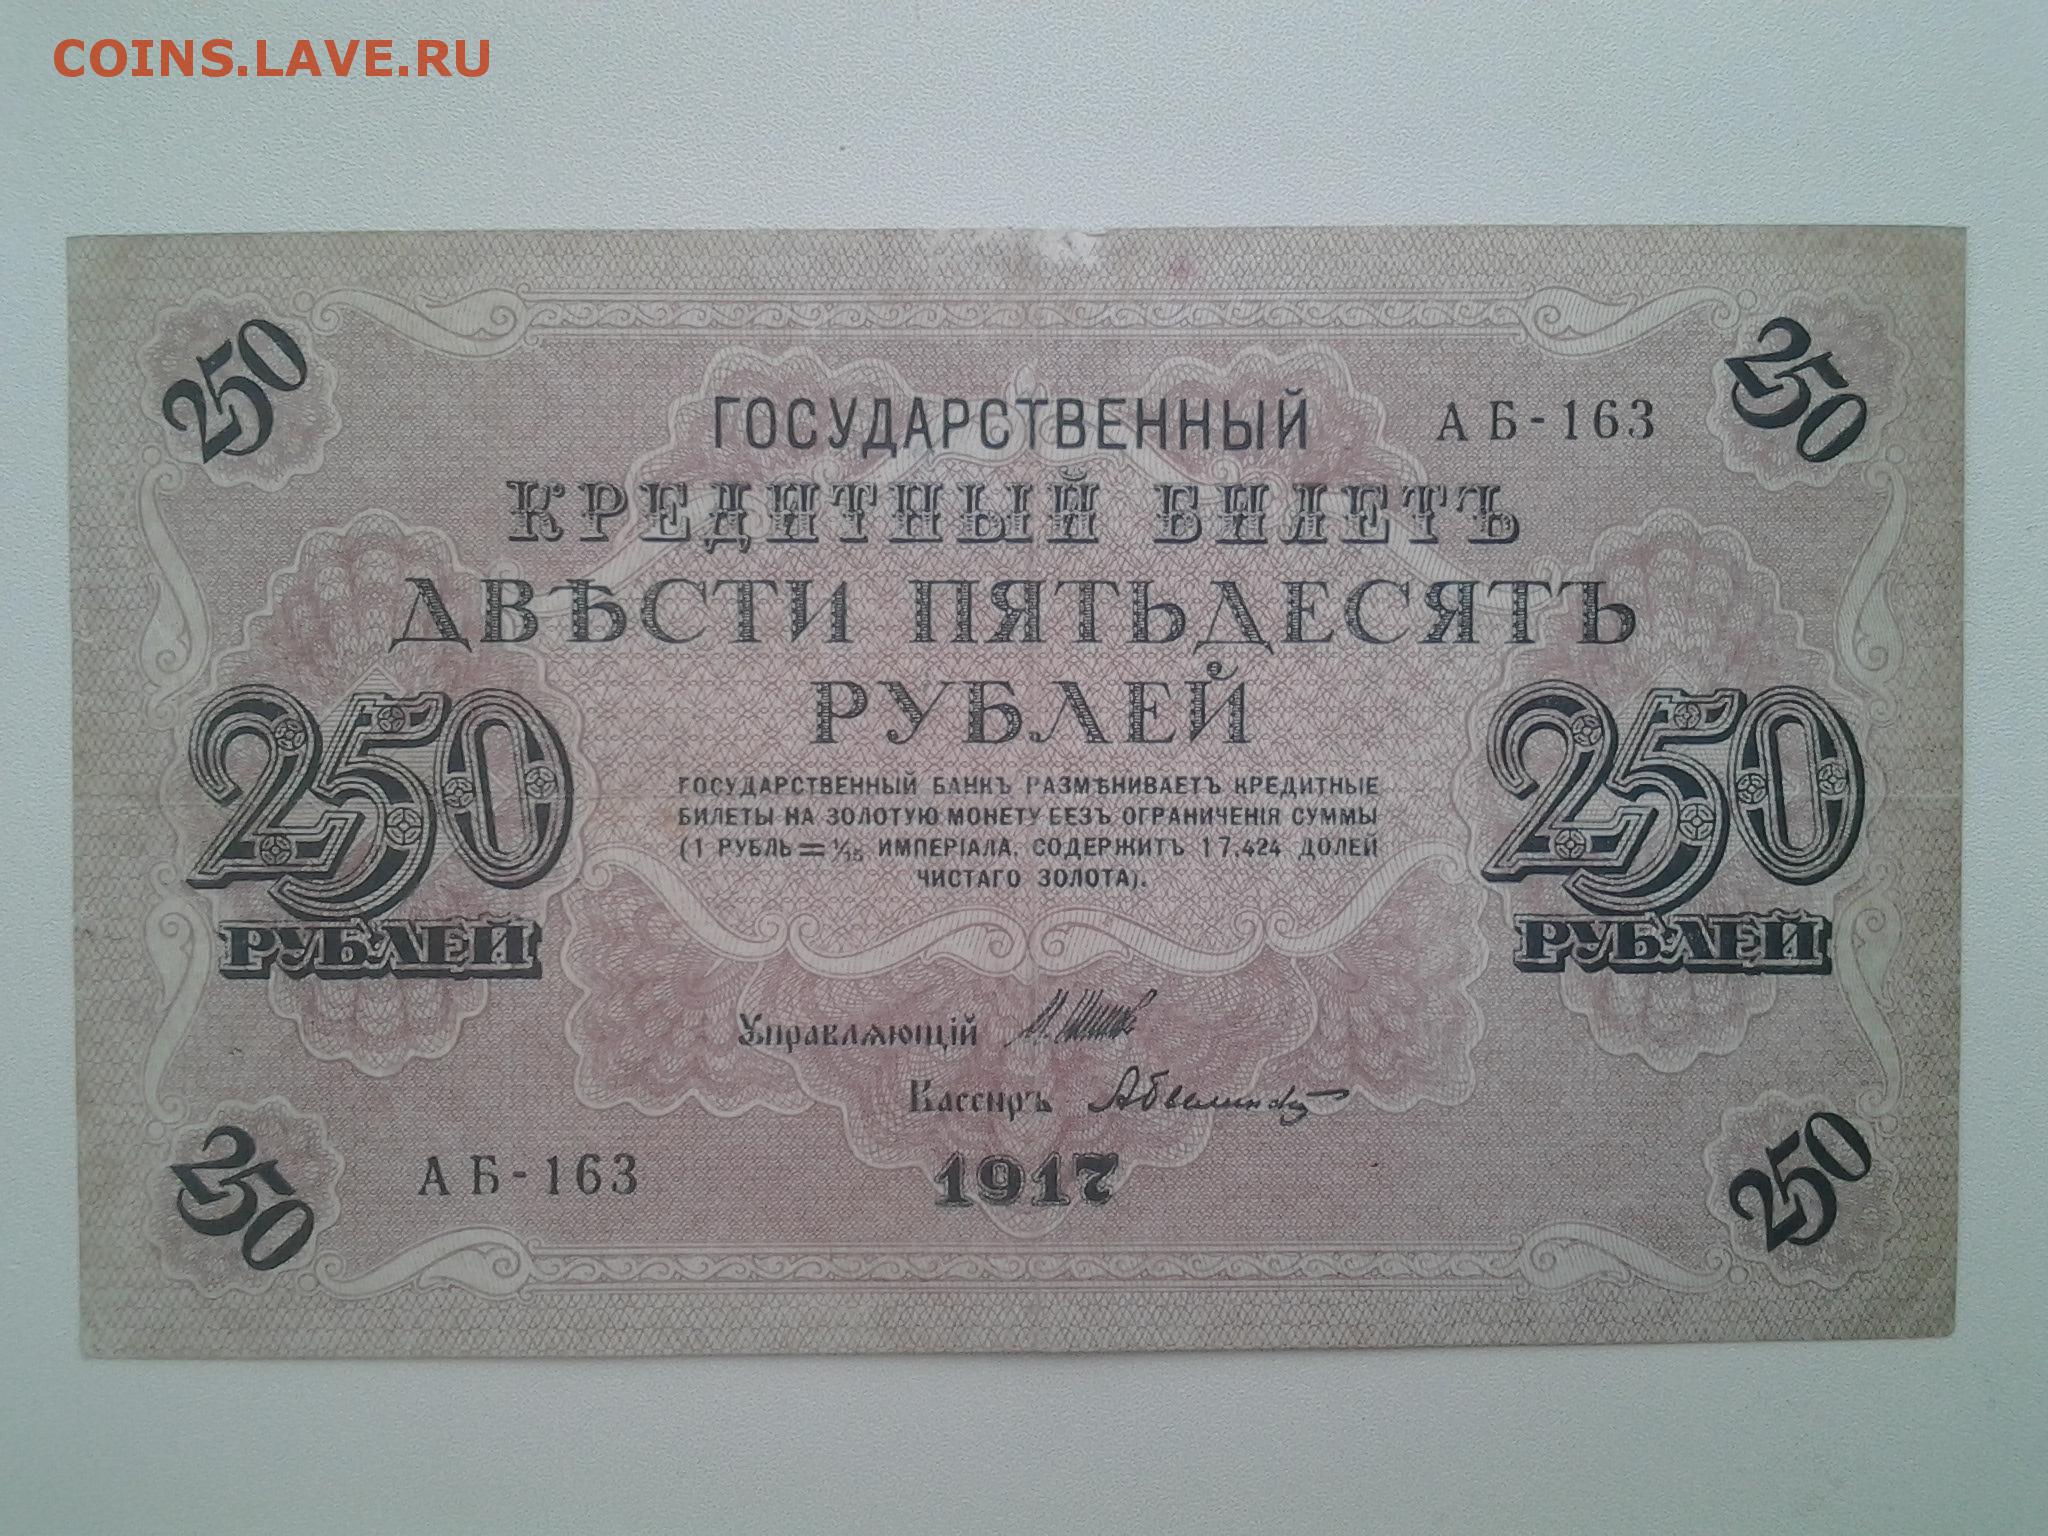 COINS.LAVE.RU
250
250
ГОСУДАРСТВЕННЫЙ АБ-163
КРЕДИТНЫЙ БИЛЕТЪ
ДВѢСТИ ПЯТЬДЕСЯТЪ
РУБЛЕЙ
250
250
ГОСУДАРСТВЕННЫЙ БАНКЪ РАЗМѢНИВАЕТЪ КРЕДИТНЫЕ
БИЛЕТЫ НА ЗОЛОТУЮ МОНЕТУ БЕЗЪ ОГРАНИЧЕНІЯ СУММЫ
(1 РУБЛЬ = 1/15 ИМПЕРІАЛА, СОДЕРЖИТЪ 17,424 ДОЛЕЙ
ЧИСТАГО ЗОЛОТА).
РУБЛЕЙ
РУБЛЕЙ
Управляющій
Кассиръ
АБ-163
1917
250
250